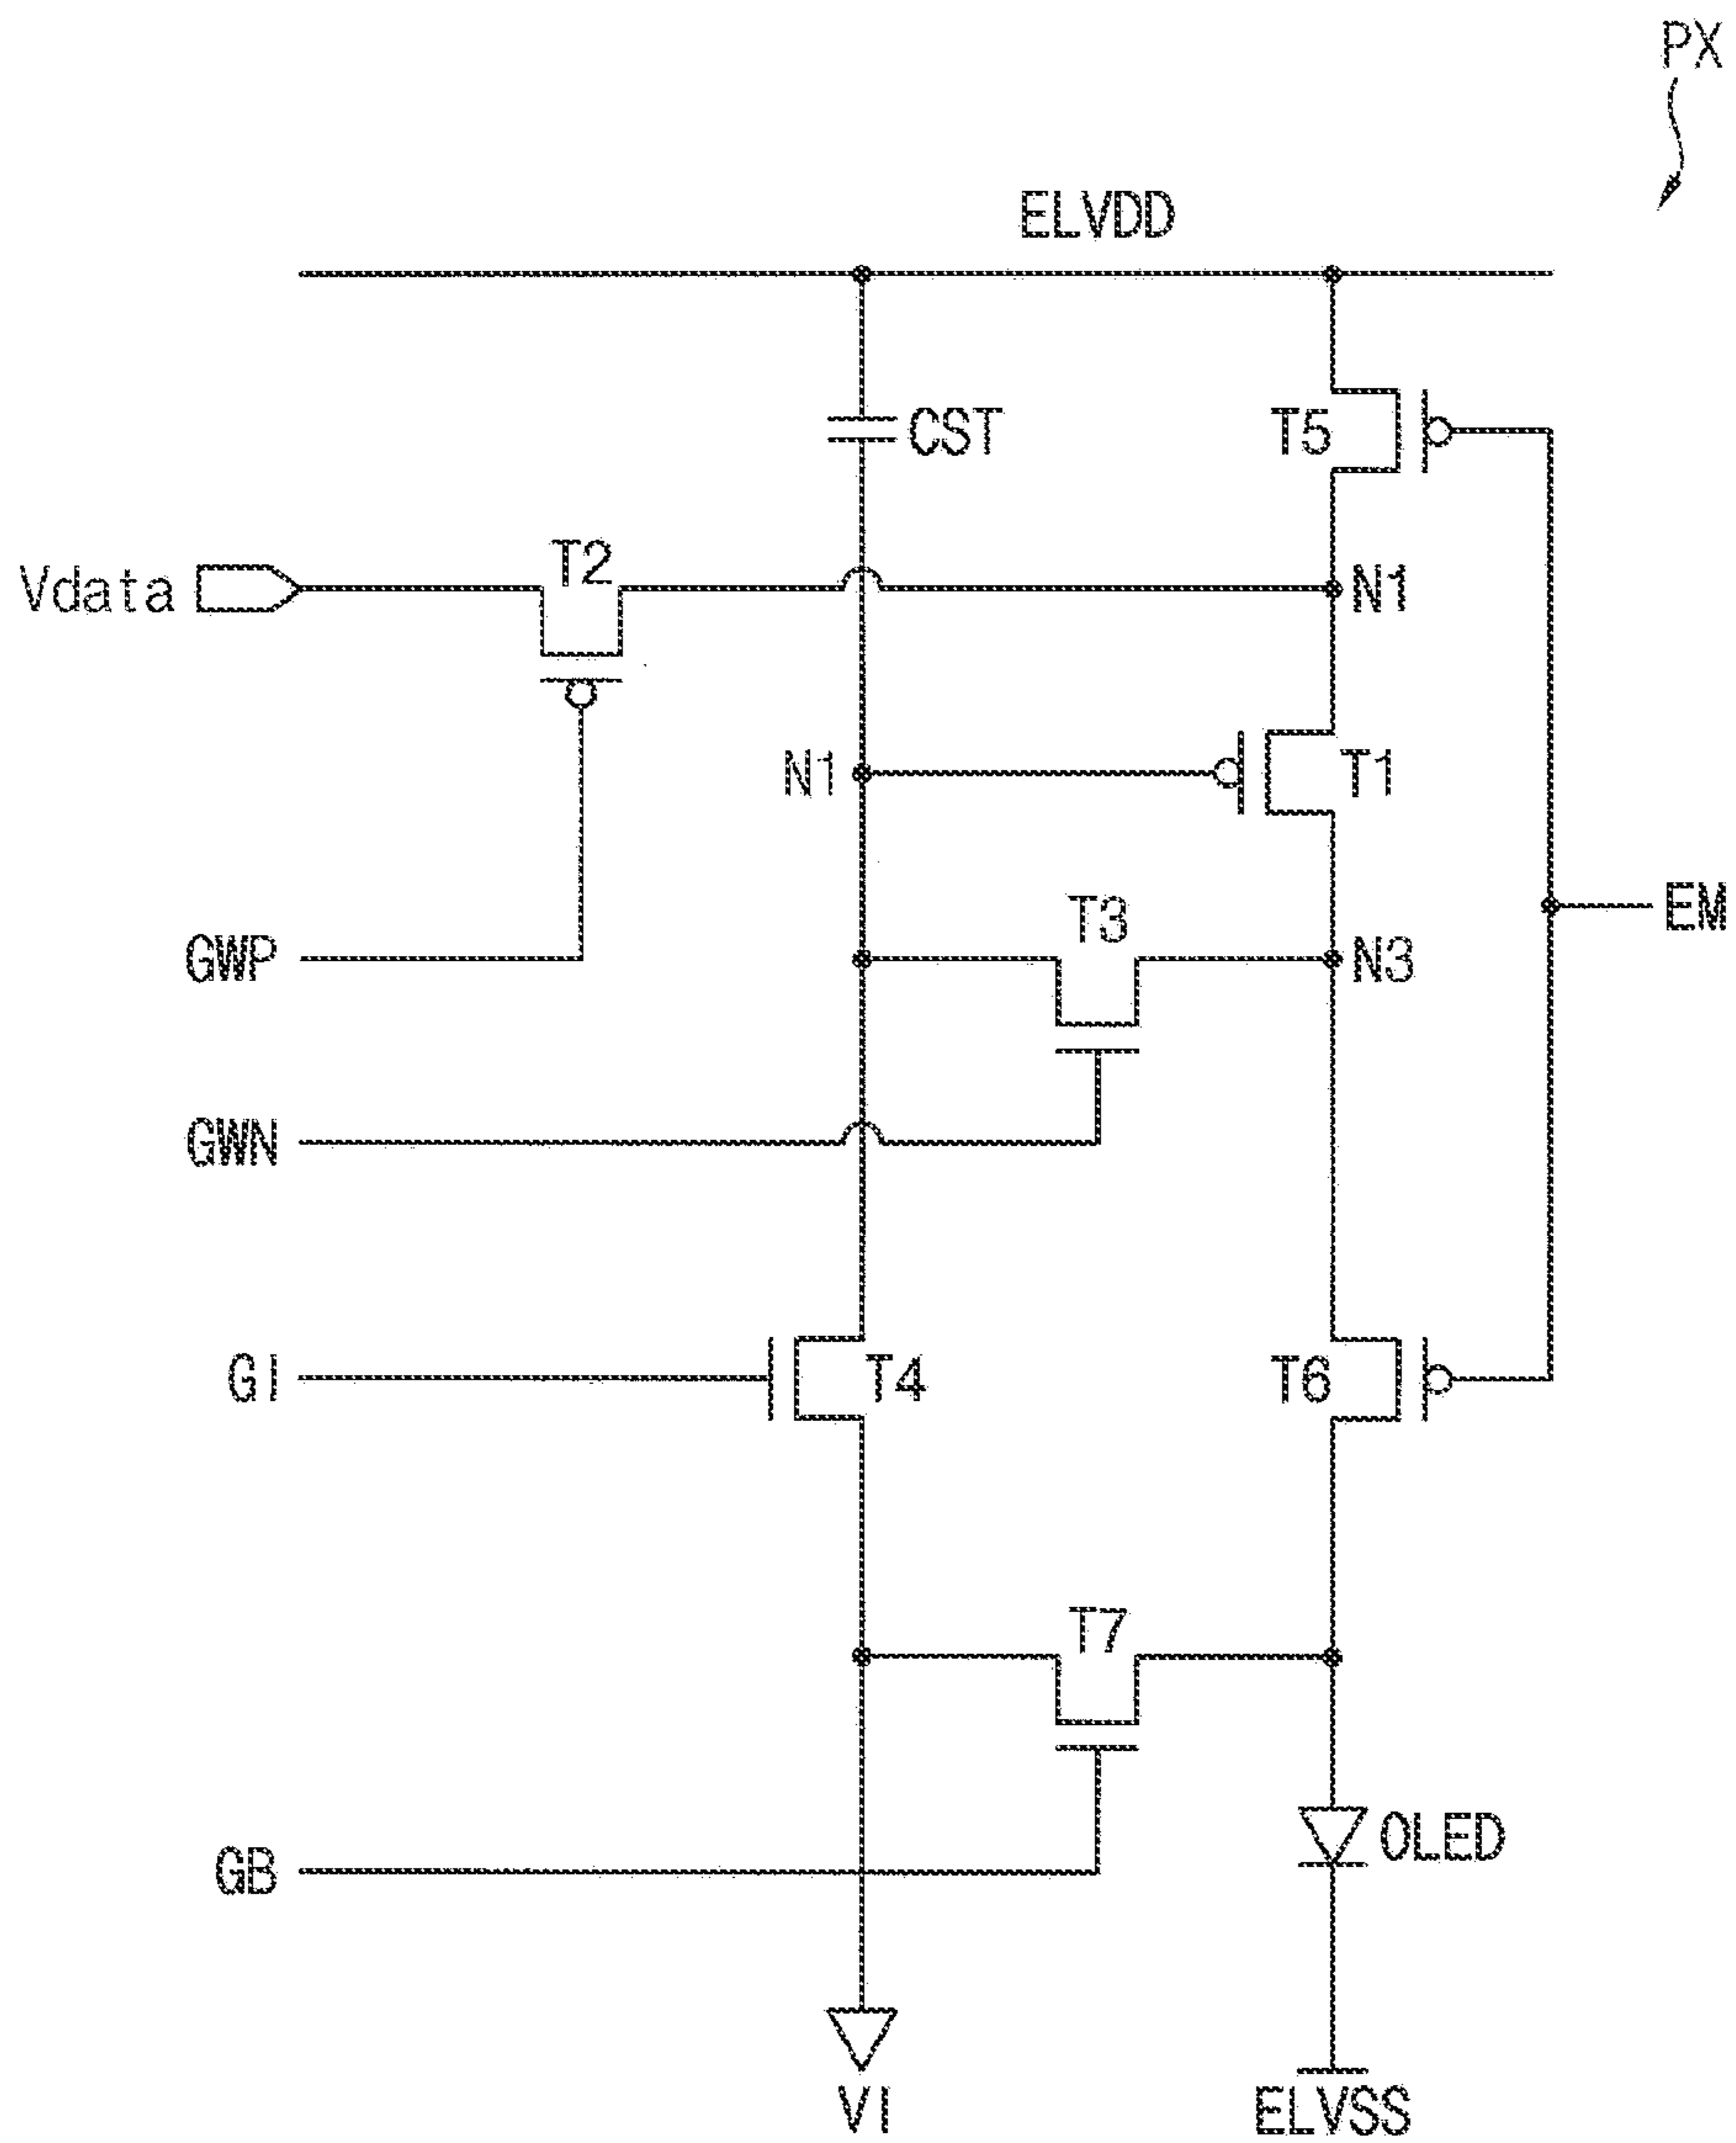 PX
ELVDD
CST
T5
T2
Vdata
N1
N1
T1
T3
EM
GWP
N3
GWN
GI
T4
T6
T7
OLED
GB
VI
ELVSS